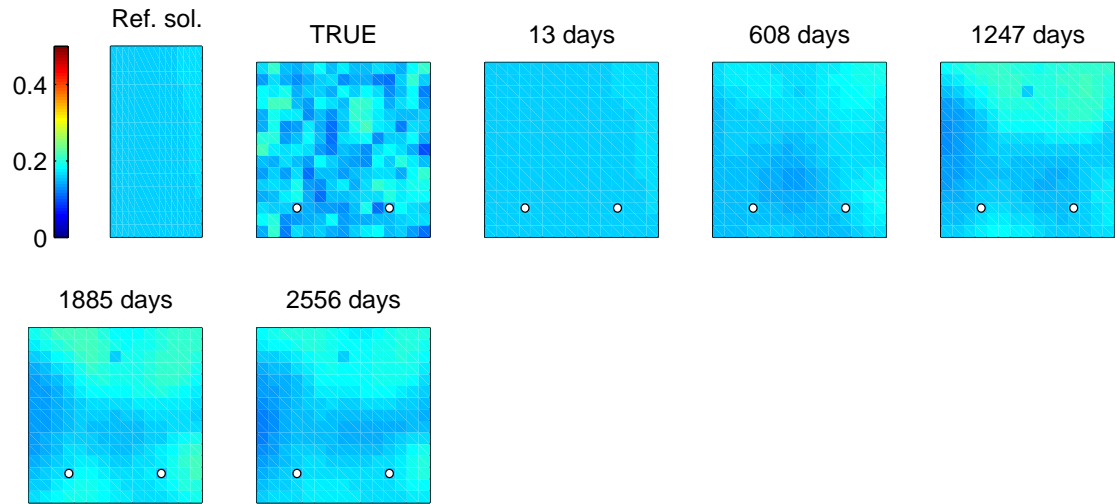 Ref. sol.
TRUE
13 days
608 days
1247 days
0.4
0.2
0
1885 days
2556 days